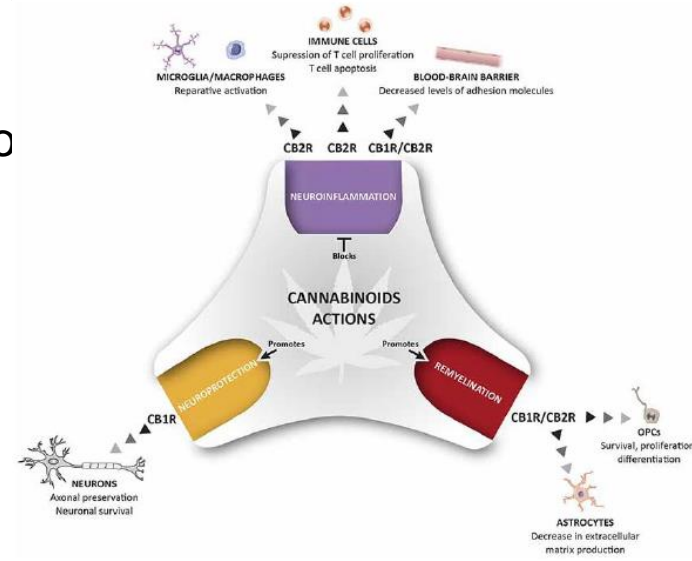 IMMUNE CELLS
Supression of T cell proliferation
T cell apoptosis
MICROGLIA/MACROPHAGES
Reparative activation
BLOOD-BRAIN BARRIER
Decreased levels of adhesion molecules
CB2R
CB2R
CB1R/CB2R
NEUROINFLAMMATION
Blocks
CANNABINOIDS
ACTIONS
Promotes
Promotes
NEUROPROTECTION
REMYELINATION
CB1R
CB1R/CB2R
NEURONS
Axonal preservation
Neuronal survival
OPCs
Survival, proliferation
differentiation
ASTROCYTES
Decrease in extracellular
matrix production